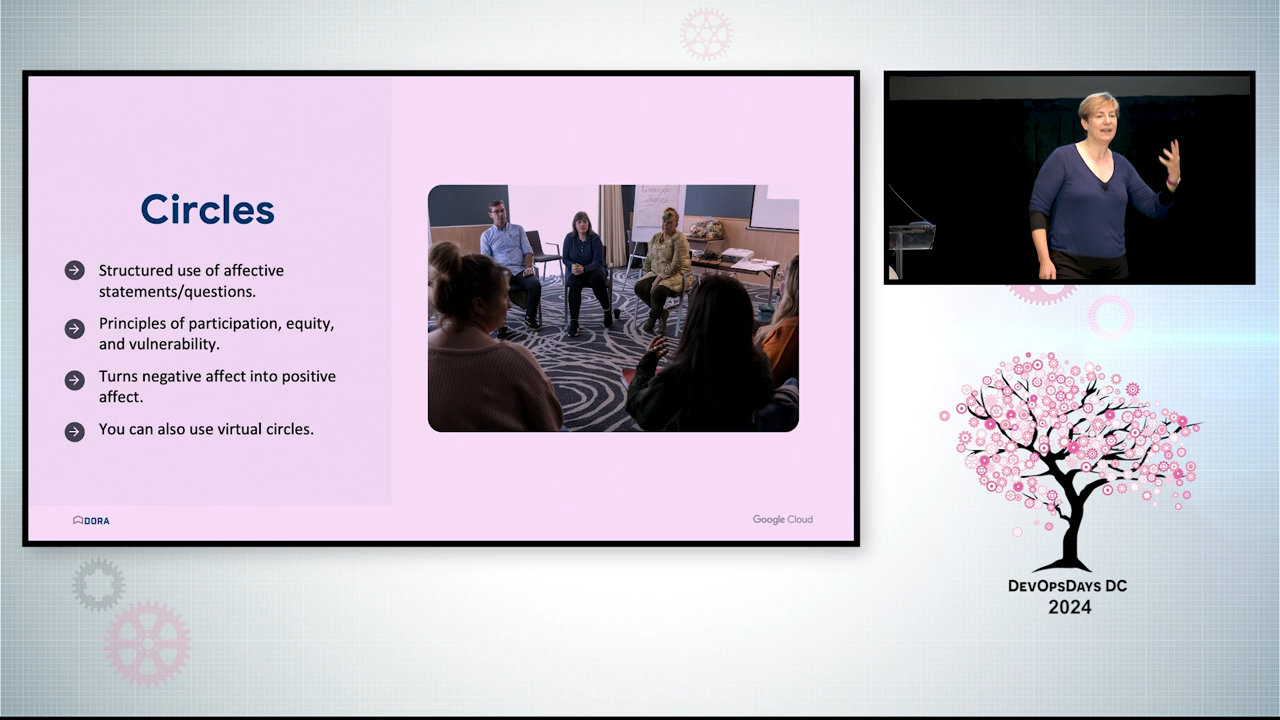 Circles
Structured use of affective
statements/questions.
Principles of participation, equity,
and vulnerability.
Turns negative affect into positive
affect.
You can also use virtual circles.
DORA
Google Cloud
DevOpsDays DC
2024